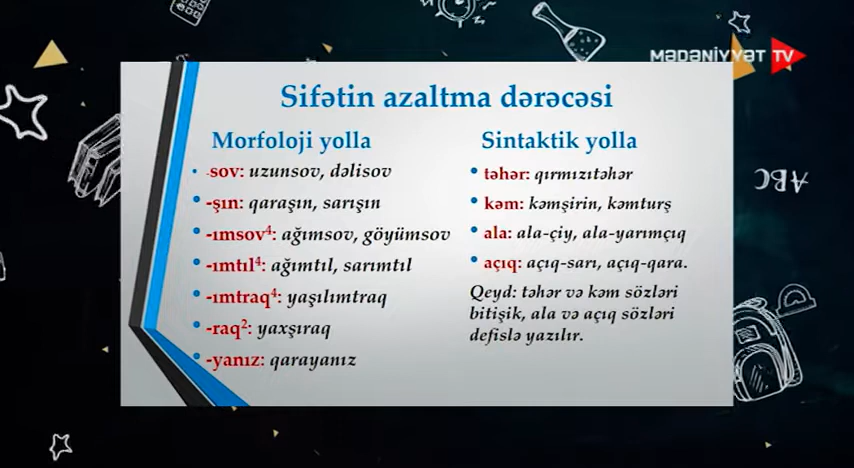 MƏDƏNİYYƏT TV
Sifətin azaltma dərəcəsi
Morfoloji yolla
• -sov: uzunsov, dəlisov
• -şın: qaraşın, sarışın
• -ımsov⁴: ağımsov, göyümsov
• -ımtıl⁴: ağımtıl, sarımtıl
• -ımtraq⁴: yaşılımtraq
• -raq²: yaxşıraq
• -yanız: qarayanız
Sintaktik yolla
• təhər: qırmızıtəhər
• kəm: kəmşirin, kəmturş
• ala: ala-çiy, ala-yarımçıq
• açıq: açıq-sarı, açıq-qara.
Qeyd: təhər və kəm sözləri
bitişik, ala və açıq sözləri
defislə yazılır.
ABC